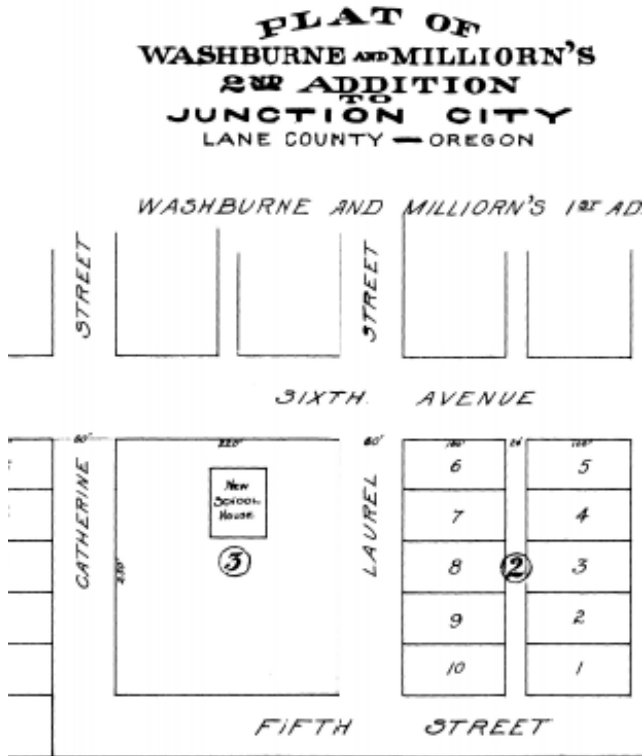 PLAT OF
WASHBURNE AND MILLIORN'S
2ND ADDITION
TO
JUNCTION CITY
LANE COUNTY — OREGON
WASHBURNE AND MILLIORN'S 1ST AD.
STREET
STREET
SIXTH. AVENUE
60'
220'
60'
100'
100'
CATHERINE
LAUREL
NEW
SCHOOL
HOUSE
3
6 5
7 4
8 2 3
9 2
10 1
FIFTH STREET